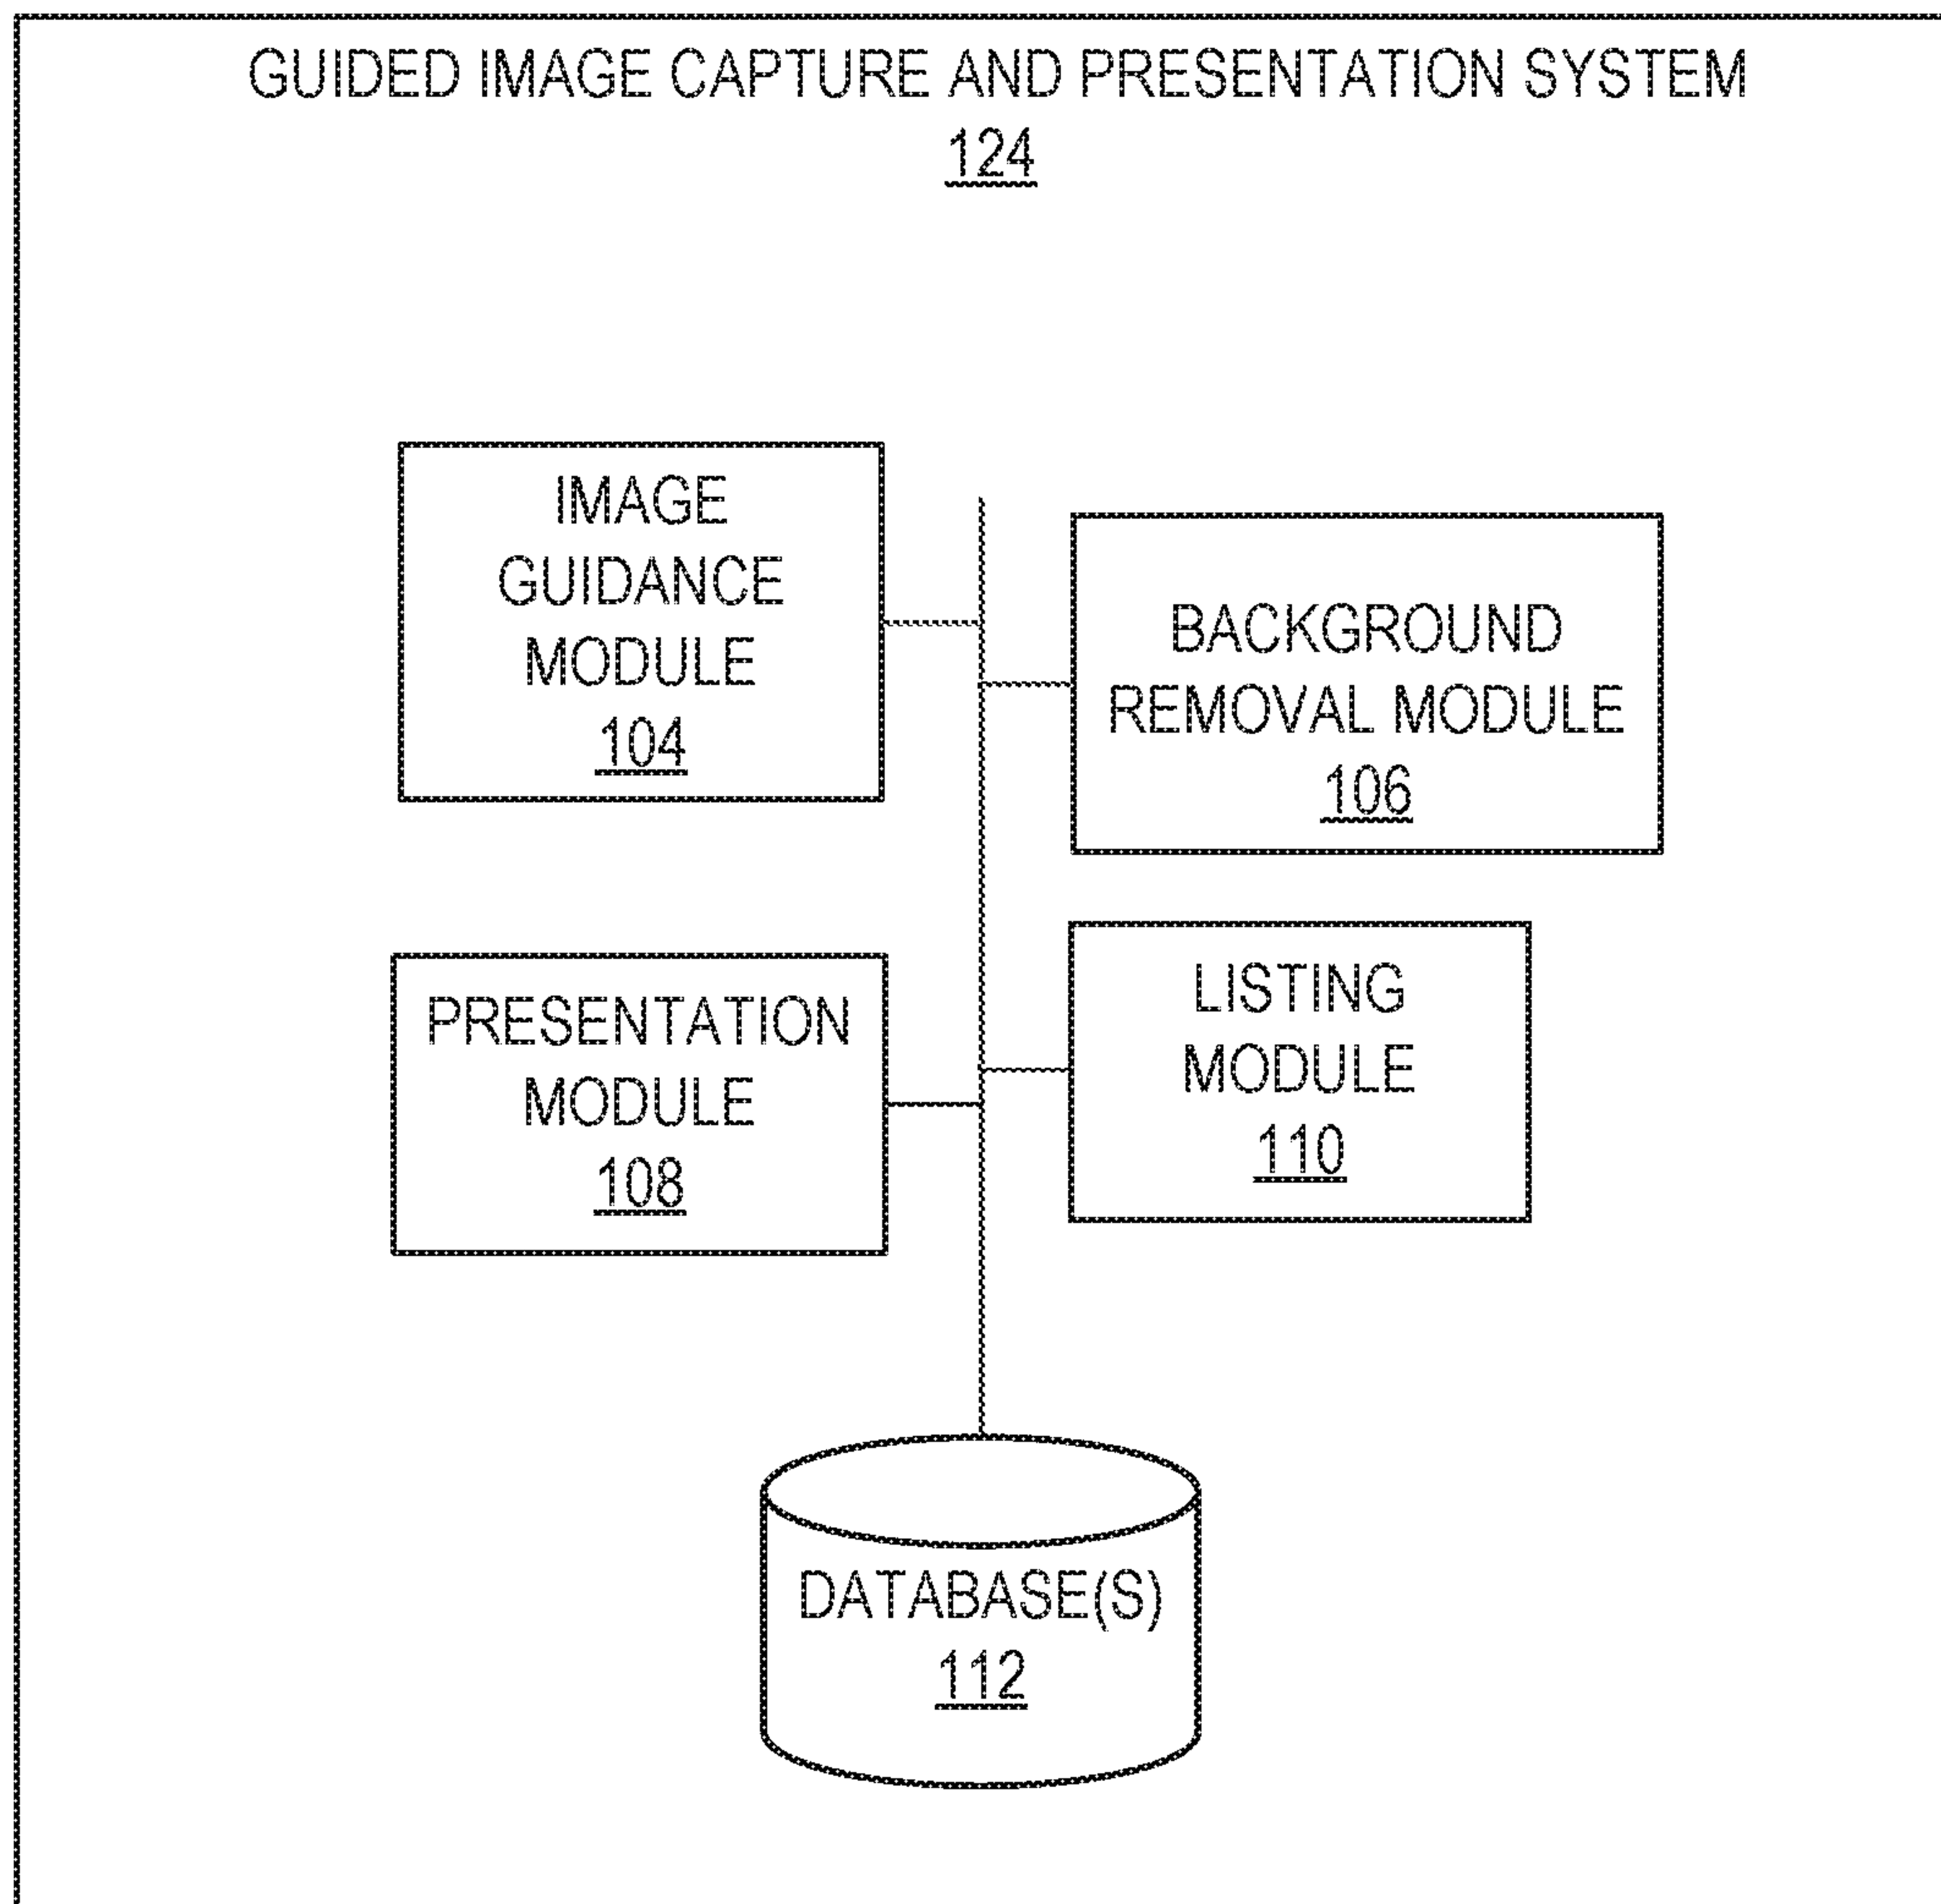 GUIDED IMAGE CAPTURE AND PRESENTATION SYSTEM
124
IMAGE
GUIDANCE
MODULE
104
BACKGROUND
REMOVAL MODULE
106
PRESENTATION
MODULE
108
LISTING
MODULE
110
DATABASE(S)
112